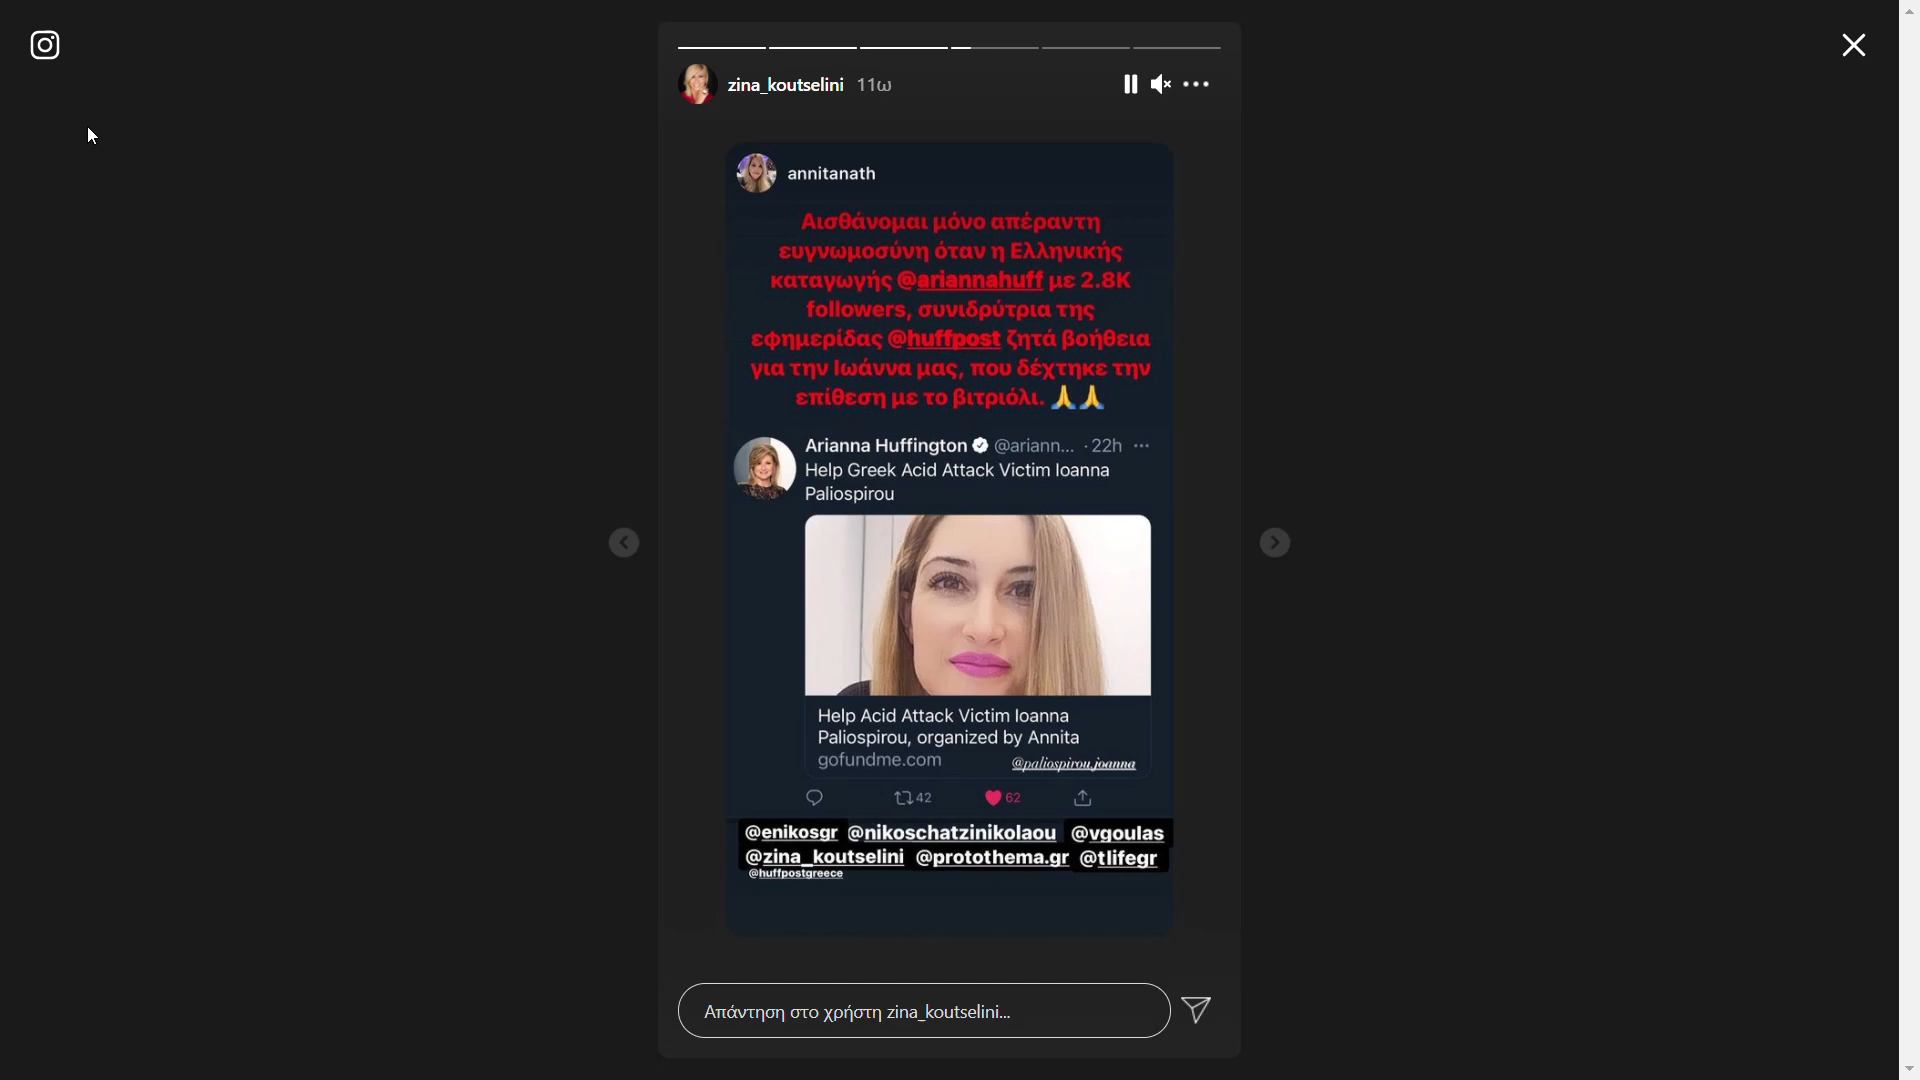 zina_koutselini 11ω
annitanath
Αισθάνομαι μόνο απέραντη
ευγνωμοσύνη όταν η Ελληνικής
καταγωγής @ariannahuff με 2.8K
followers, συνιδρύτρια της
εφημερίδας @huffpost ζητά βοήθεια
για την Ιωάννα μας, που δέχτηκε την
επίθεση με το βιτριόλι. 🙏🙏
Arianna Huffington @ariann... · 22h ···
Help Greek Acid Attack Victim Ioanna
Paliospirou
Help Acid Attack Victim Ioanna
Paliospirou, organized by Annita
gofundme.com @paliospirou.joanna
42 62
@enikosgr @nikoschatzinikolaou @vgoulas
@zina_koutselini @protothema.gr @tlifegr
@huffpostgreece
Απάντηση στο χρήστη zina_koutselini...